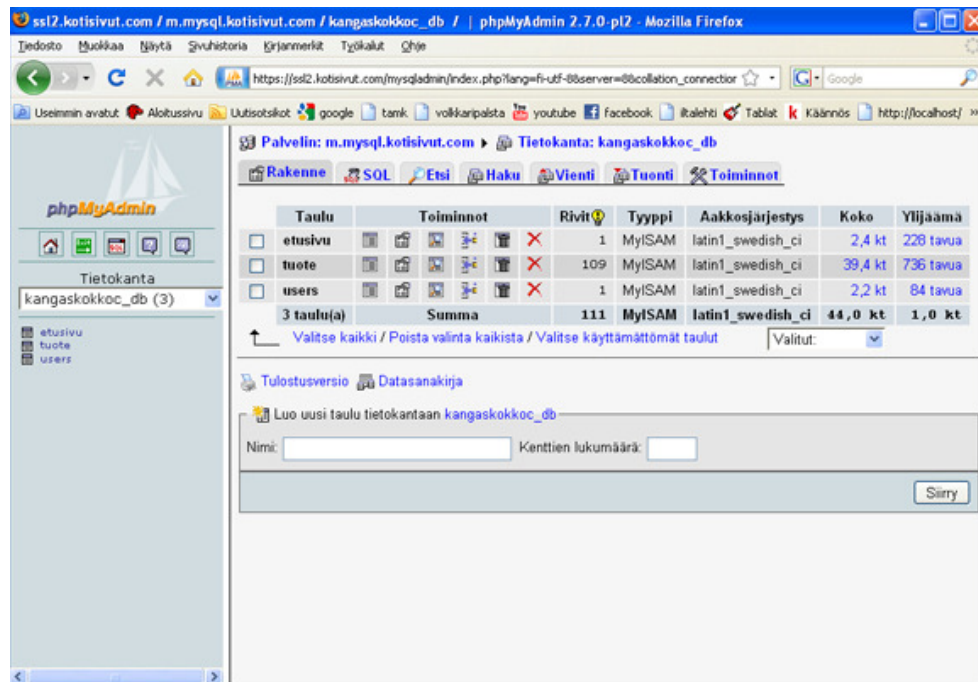 ssl2.kotisivut.com / m.mysql.kotisivut.com / kangaskokkoc_db / | phpMyAdmin 2.7.0-pl2 - Mozilla Firefox
Tiedosto Muokkaa Näytä Sivuhistoria Kirjanmerkit Työkalut Ohje
https://ssl2.kotisivut.com/mysqladmin/index.php?lang=fi-utf-8&server=8&collation_connection Google
Useimmin avatut Aloitussivu Uutisotsikot google tamk volkkaripalsta youtube facebook iltalehti Tablat Käännös http://localhost/
phpMyAdmin
Tietokanta
kangaskokkoc_db (3)
etusivu
tuote
users
Palvelin: m.mysql.kotisivut.com Tietokanta: kangaskokkoc_db
Rakenne SQL Etsi Haku Vienti Tuonti Toiminnot
Taulu Toiminnot Rivit Tyyppi Aakkosjärjestys Koko Ylijäämä
etusivu 1 MyISAM latin1_swedish_ci 2,4 kt 228 tavua
tuote 109 MyISAM latin1_swedish_ci 39,4 kt 736 tavua
users 1 MyISAM latin1_swedish_ci 2,2 kt 84 tavua
3 taulu(a) Summa 111 MyISAM latin1_swedish_ci 44,0 kt 1,0 kt
Valitse kaikki / Poista valinta kaikista / Valitse käyttämättömät taulut Valitut:
Tulostusversio Datasanakirja
Luo uusi taulu tietokantaan kangaskokkoc_db
Nimi: Kenttien lukumäärä:
Siirry